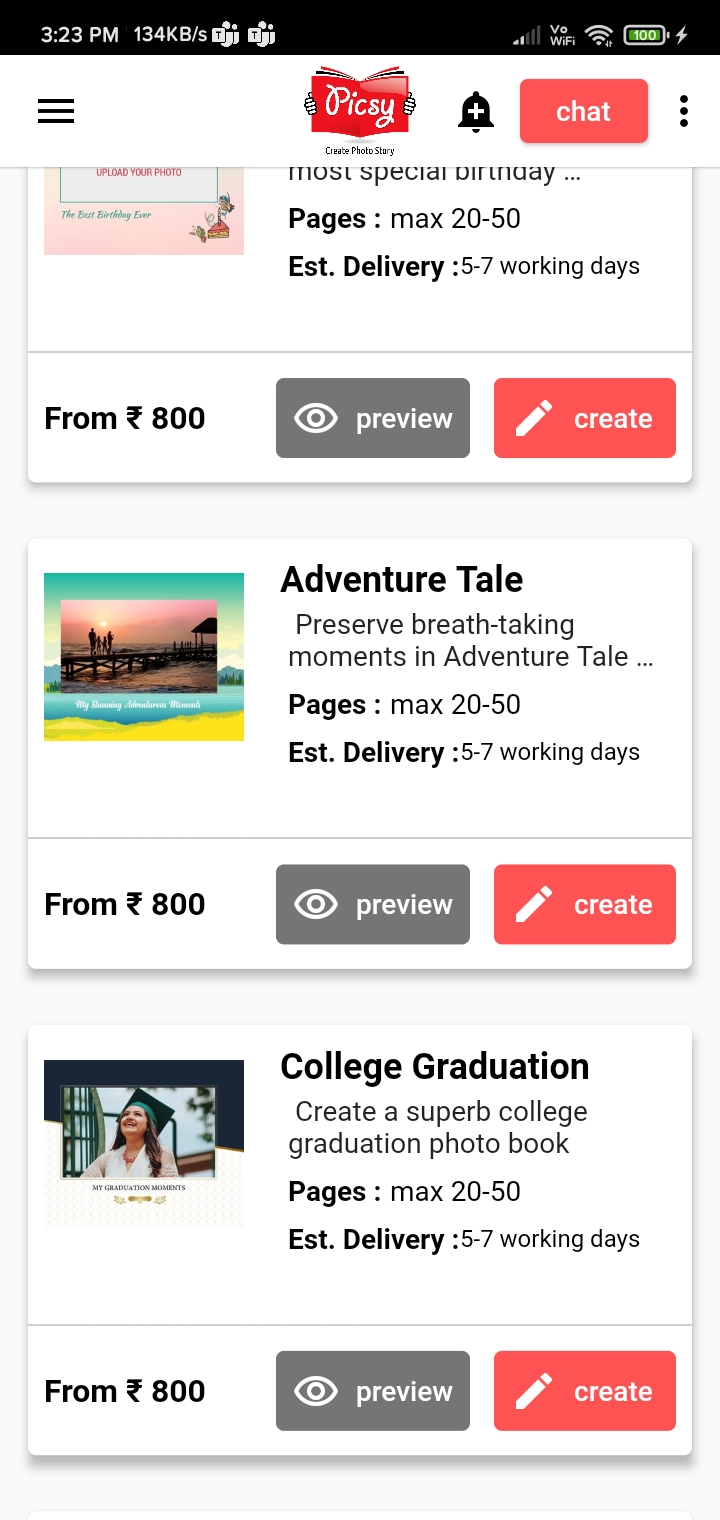 3:23 PM 134KB/s
Vo
WiFi
100
Picsy
Create Photo Story
chat
UPLOAD YOUR PHOTO
The Best Birthday Ever
most special birthday ...
Pages : max 20-50
Est. Delivery :5-7 working days
From ₹ 800
preview
create
Adventure Tale
Preserve breath-taking
moments in Adventure Tale ...
My Stunning Adventurous Moments
Pages : max 20-50
Est. Delivery :5-7 working days
From ₹ 800
preview
create
College Graduation
Create a superb college
graduation photo book
MY GRADUATION MOMENTS
Pages : max 20-50
Est. Delivery :5-7 working days
From ₹ 800
preview
create